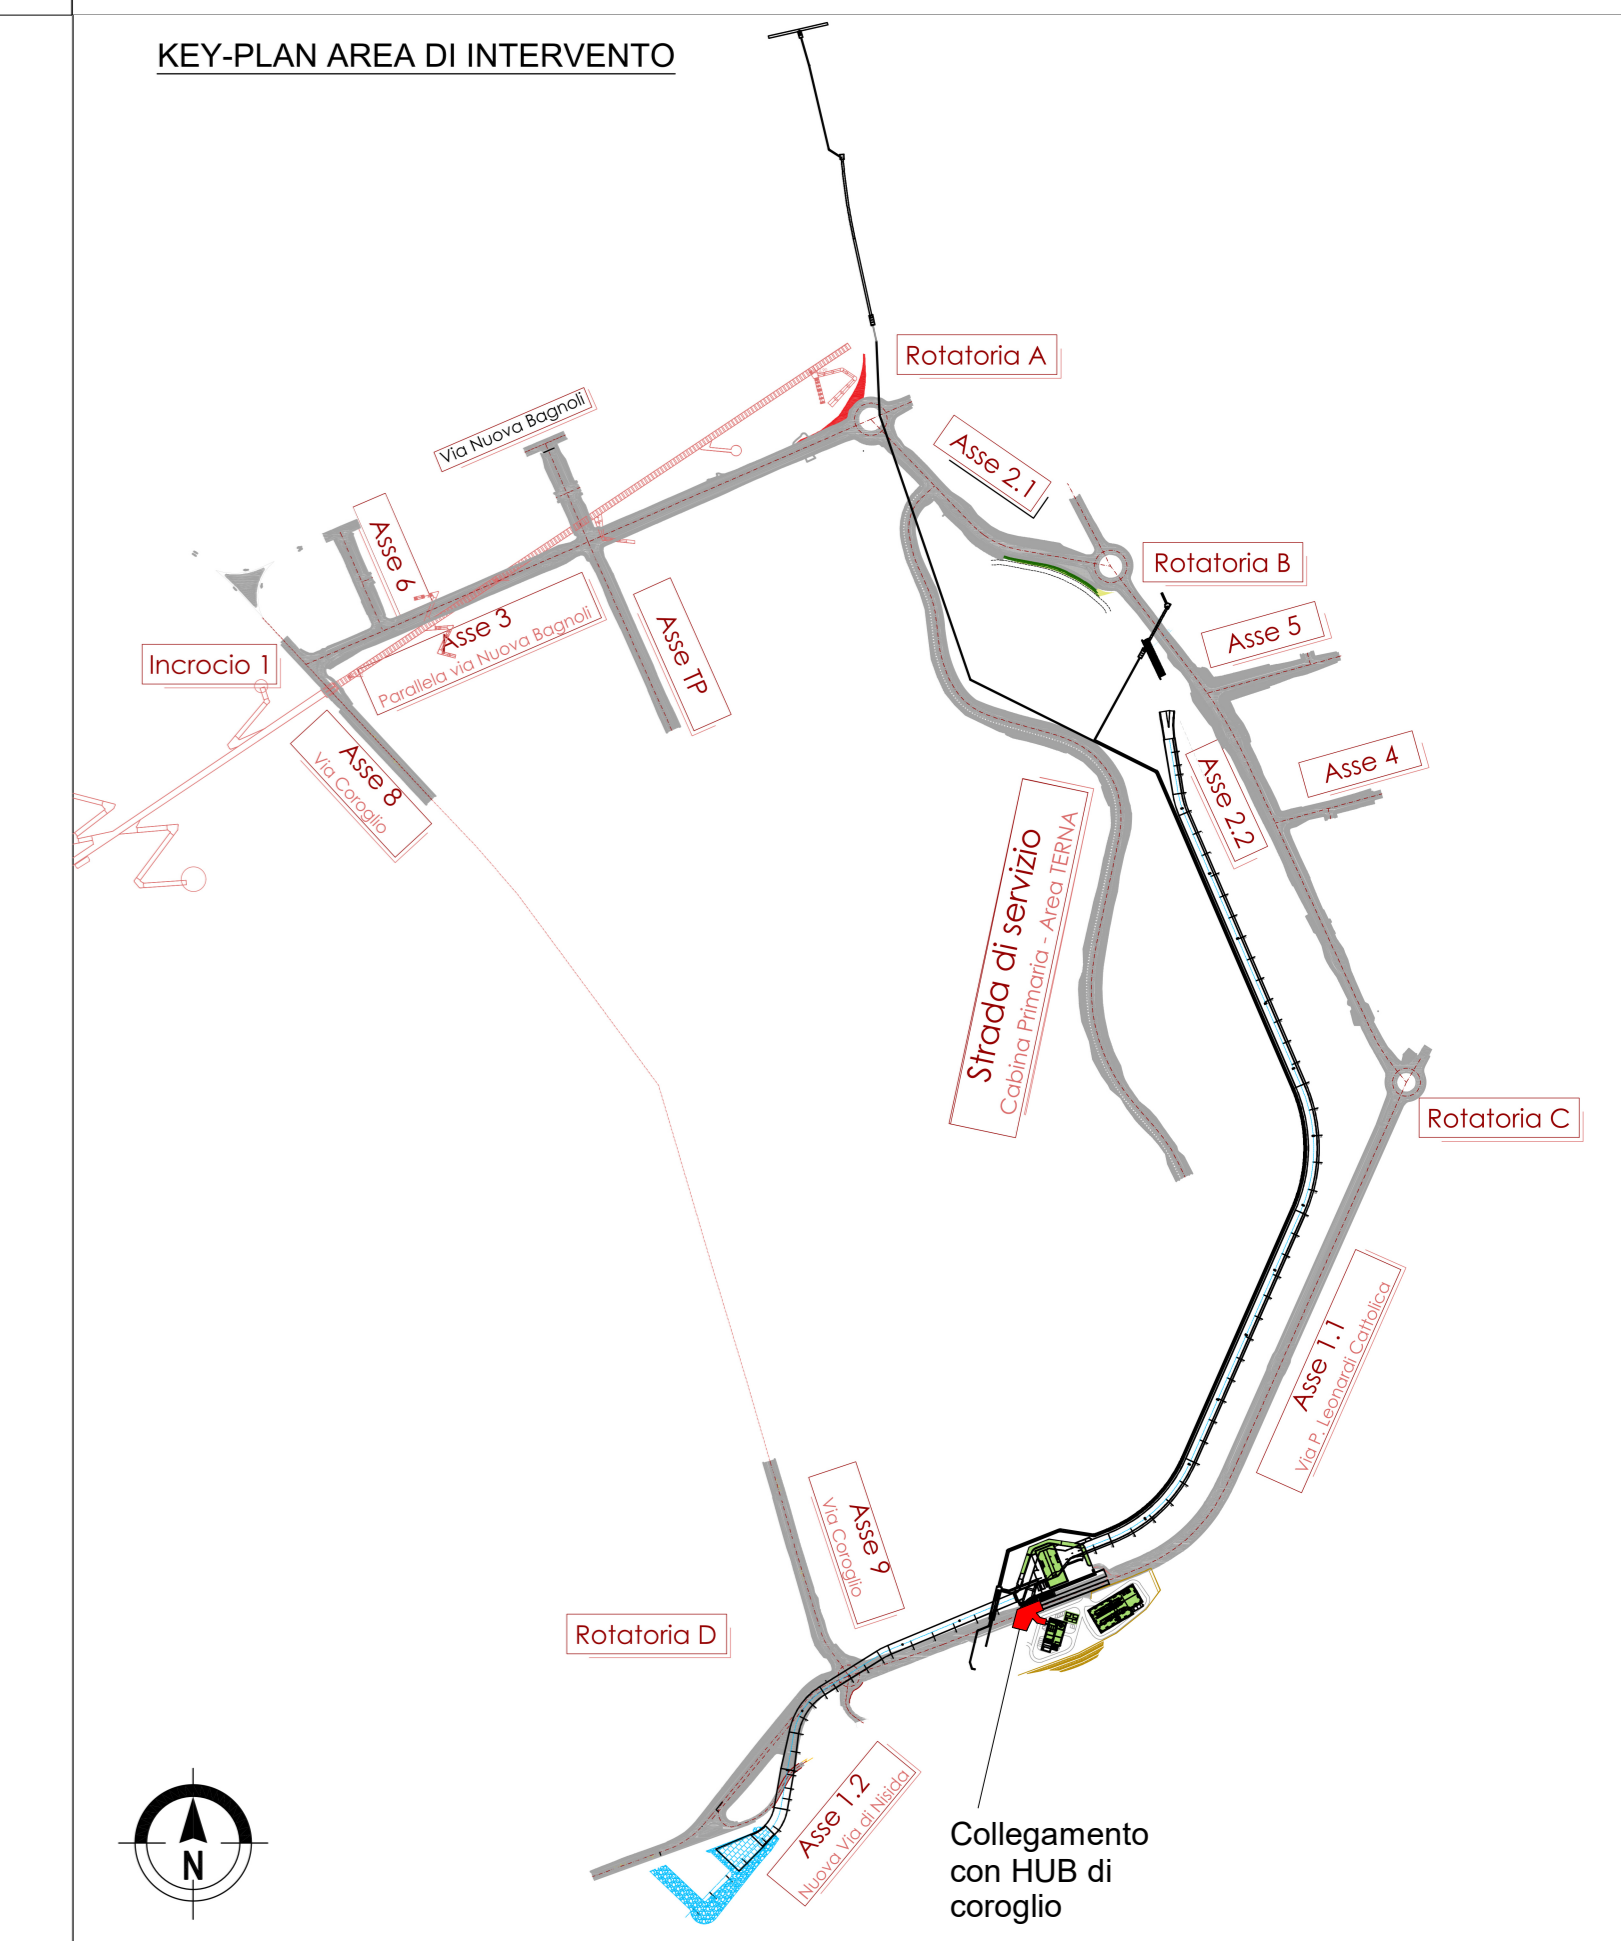 KEY-PLAN AREA DI INTERVENTO
Rotatoria A
Via Nuova Bagnoli
Asse 2.1
Asse 6
Rotatoria B
Asse 3
Parallela via Nuova Bagnoli
Asse TP
Asse 5
Incrocio 1
Asse 8
Via Coroglio
Asse 2.2
Asse 4
Strada di servizio
Cabina Primaria - Area TERNA
Rotatoria C
Asse 1.1
Via P. Leonardi Cattolica
Asse 9
Via Coroglio
Rotatoria D
Asse 1.2
Nuova Via di Nisida
Collegamento
con HUB di
coroglio
N